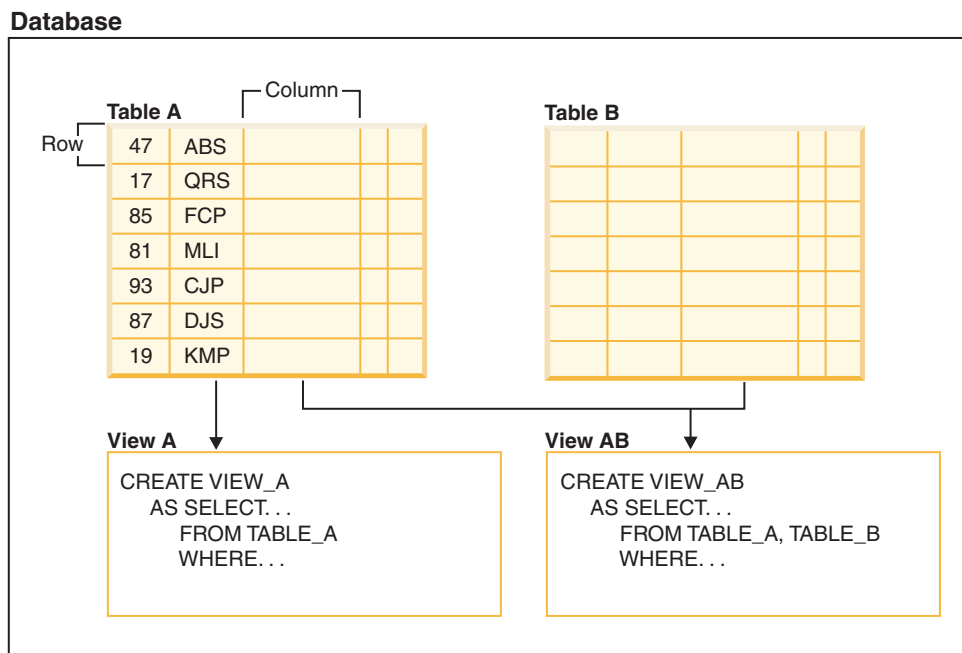 Database
Column
Table A
Table B
Row
47 ABS
17 QRS
85 FCP
81 MLI
93 CJP
87 DJS
19 KMP
View A
CREATE VIEW_A
AS SELECT. . .
FROM TABLE_A
WHERE. . .
View AB
CREATE VIEW_AB
AS SELECT. . .
FROM TABLE_A, TABLE_B
WHERE. . .